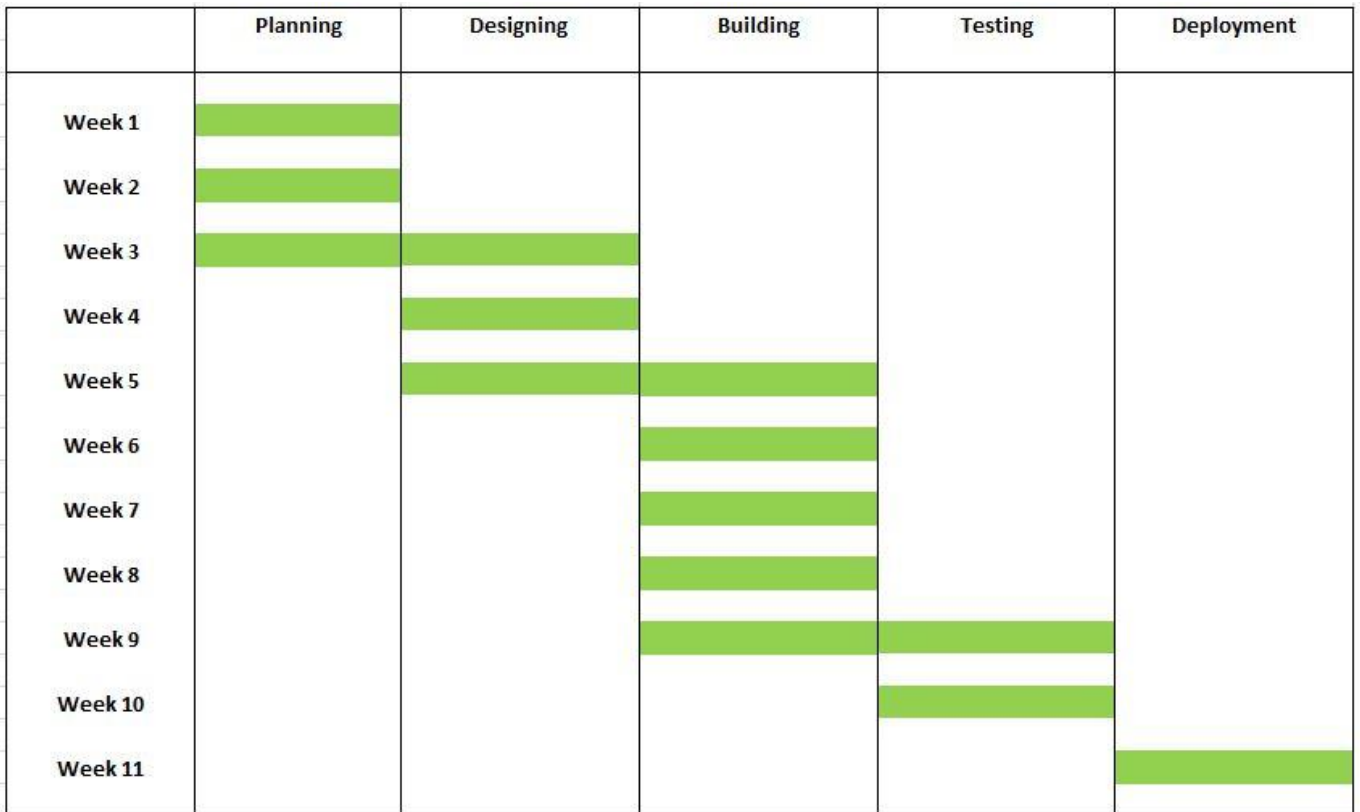 Planning Designing Building Testing Deployment
Week 1
Week 2
Week 3
Week 4
Week 5
Week 6
Week 7
Week 8
Week 9
Week 10
Week 11